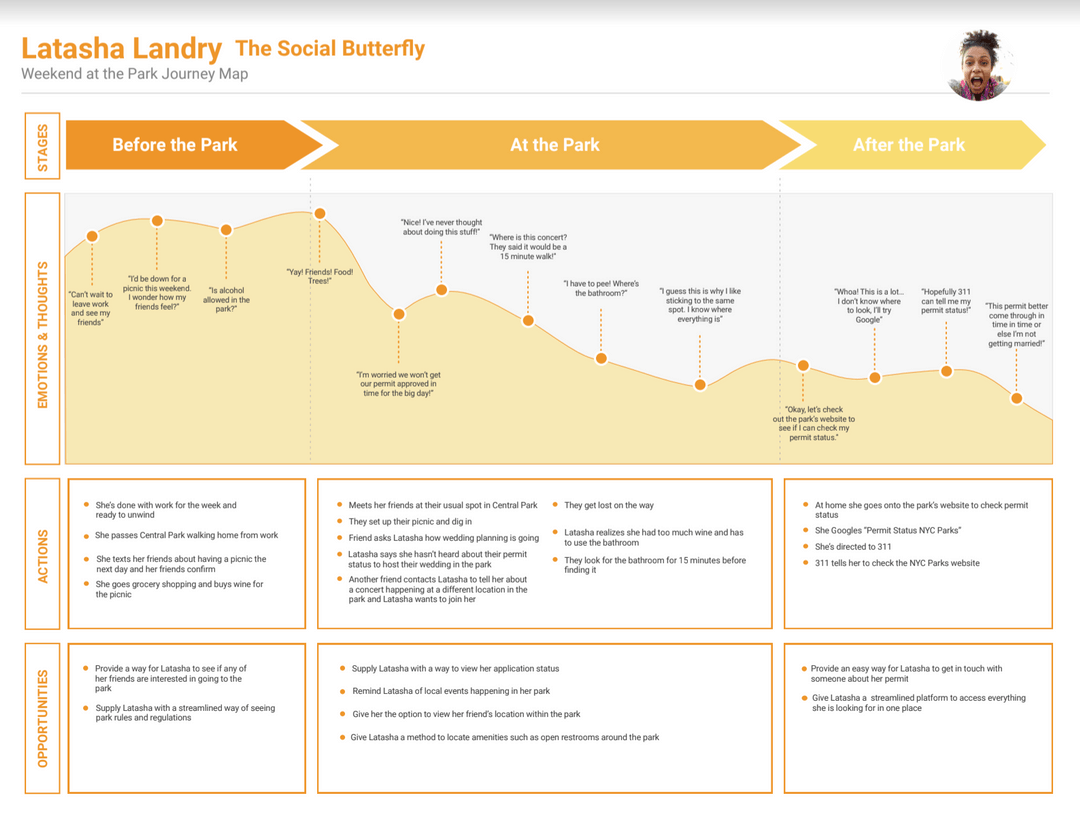 Latasha Landry The Social Butterfly
Weekend at the Park Journey Map
STAGES
Before the Park
At the Park
After the Park
EMOTIONS & THOUGHTS
"Can't wait to
leave work
and see my
friends"
"I'd be down for a
picnic this weekend.
I wonder how my
friends feel?"
"Is alcohol
allowed in the
park?"
"Yay! Friends! Food!
Trees!"
"I'm worried we won't get
our permit approved in
time for the big day!"
"Nice! I've never thought
about doing this stuff!"
"Where is this concert?
They said it would be a
15 minute walk!"
"I have to pee! Where's
the bathroom?"
"I guess this is why I like
sticking to the same
spot. I know where
everything is"
"Okay, let's check
out the park's website to
see if I can check my
permit status."
"Whoa! This is a lot...
I don't know where
to look, I'll try
Google"
"Hopefully 311
can tell me my
permit status!"
"This permit better
come through in
time in time or
else I'm not
getting married!"
ACTIONS
She's done with work for the week and
ready to unwind
She passes Central Park walking home from work
She texts her friends about having a picnic the
next day and her friends confirm
She goes grocery shopping and buys wine for
the picnic
Meets her friends at their usual spot in Central Park
They set up their picnic and dig in
Friend asks Latasha how wedding planning is going
Latasha says she hasn't heard about their permit
status to host their wedding in the park
Another friend contacts Latasha to tell her about
a concert happening at a different location in the
park and Latasha wants to join her
They get lost on the way
Latasha realizes she had too much wine and has
to use the bathroom
They look for the bathroom for 15 minutes before
finding it
At home she goes onto the park's website to check permit
status
She Googles "Permit Status NYC Parks"
She's directed to 311
311 tells her to check the NYC Parks website
OPPORTUNITIES
Provide a way for Latasha to see if any of
her friends are interested in going to the
park
Supply Latasha with a streamlined way of seeing
park rules and regulations
Supply Latasha with a way to view her application status
Remind Latasha of local events happening in her park
Give her the option to view her friend's location within the park
Give Latasha a method to locate amenities such as open restrooms around the park
Provide an easy way for Latasha to get in touch with
someone about her permit
Give Latasha a streamlined platform to access everything
she is looking for in one place